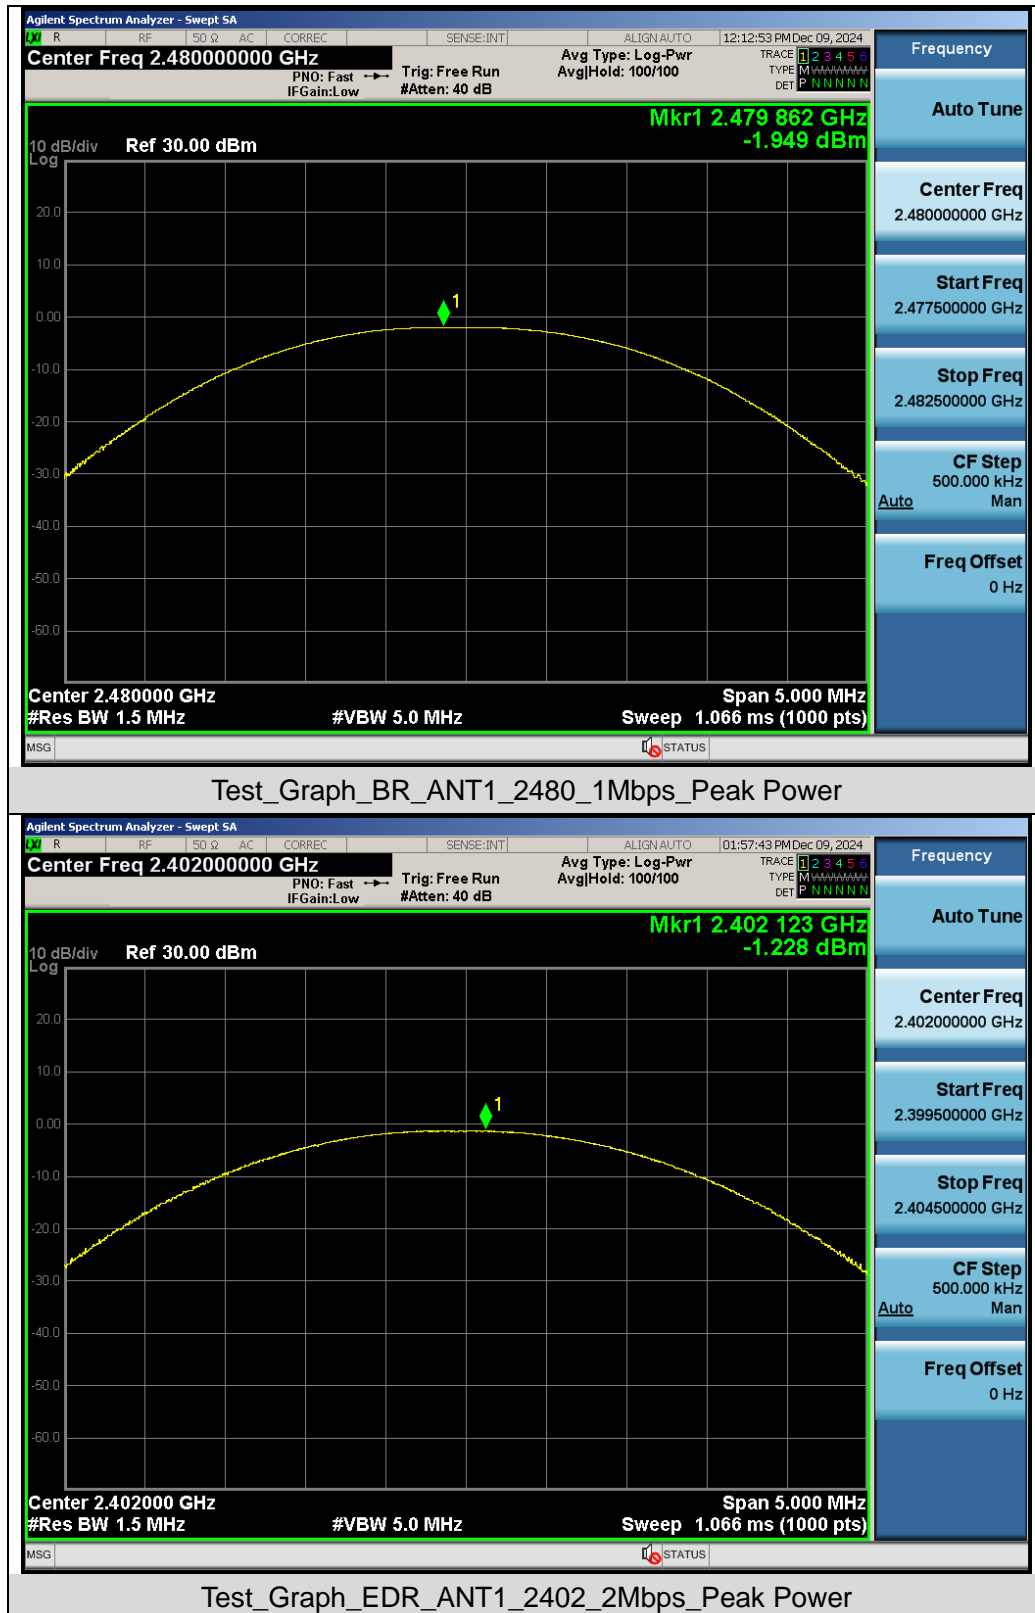 Agilent Spectrum Analyzer - Swept SA
LXI R RF 50 Ω AC CORREC SENSE:INT ALIGN AUTO 12:12:53 PM Dec 09, 2024
Center Freq 2.480000000 GHz
PNO: Fast
IFGain:Low
Trig: Free Run
#Atten: 40 dB
Avg Type: Log-Pwr
Avg|Hold: 100/100
TRACE 1 2 3 4 5 6
TYPE M WWWWW
DET P N N N N N
Mkr1 2.479 862 GHz
-1.949 dBm
10 dB/div Ref 30.00 dBm
Log
20.0
10.0
0.00
-10.0
-20.0
-30.0
-40.0
-50.0
-60.0
1
Center 2.480000 GHz Span 5.000 MHz
#Res BW 1.5 MHz #VBW 5.0 MHz Sweep 1.066 ms (1000 pts)
MSG STATUS
Frequency
Auto Tune
Center Freq
2.480000000 GHz
Start Freq
2.477500000 GHz
Stop Freq
2.482500000 GHz
CF Step
500.000 kHz
Auto Man
Freq Offset
0 Hz
Test_Graph_BR_ANT1_2480_1Mbps_Peak Power
Agilent Spectrum Analyzer - Swept SA
LXI R RF 50 Ω AC CORREC SENSE:INT ALIGN AUTO 01:57:43 PM Dec 09, 2024
Center Freq 2.402000000 GHz
PNO: Fast
IFGain:Low
Trig: Free Run
#Atten: 40 dB
Avg Type: Log-Pwr
Avg|Hold: 100/100
TRACE 1 2 3 4 5 6
TYPE M WWWWW
DET P N N N N N
Mkr1 2.402 123 GHz
-1.228 dBm
10 dB/div Ref 30.00 dBm
Log
20.0
10.0
0.00
-10.0
-20.0
-30.0
-40.0
-50.0
-60.0
1
Center 2.402000 GHz Span 5.000 MHz
#Res BW 1.5 MHz #VBW 5.0 MHz Sweep 1.066 ms (1000 pts)
MSG STATUS
Frequency
Auto Tune
Center Freq
2.402000000 GHz
Start Freq
2.399500000 GHz
Stop Freq
2.404500000 GHz
CF Step
500.000 kHz
Auto Man
Freq Offset
0 Hz
Test_Graph_EDR_ANT1_2402_2Mbps_Peak Power